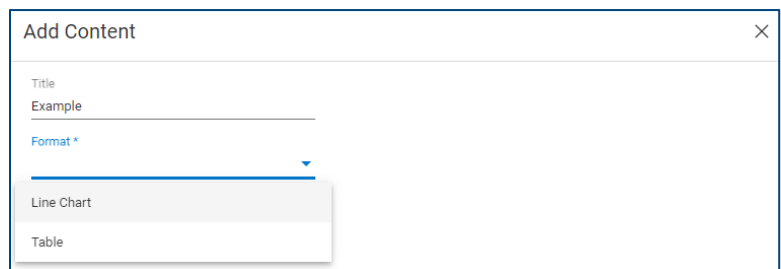 Add Content
Title
Example
Format *
Line Chart
Table